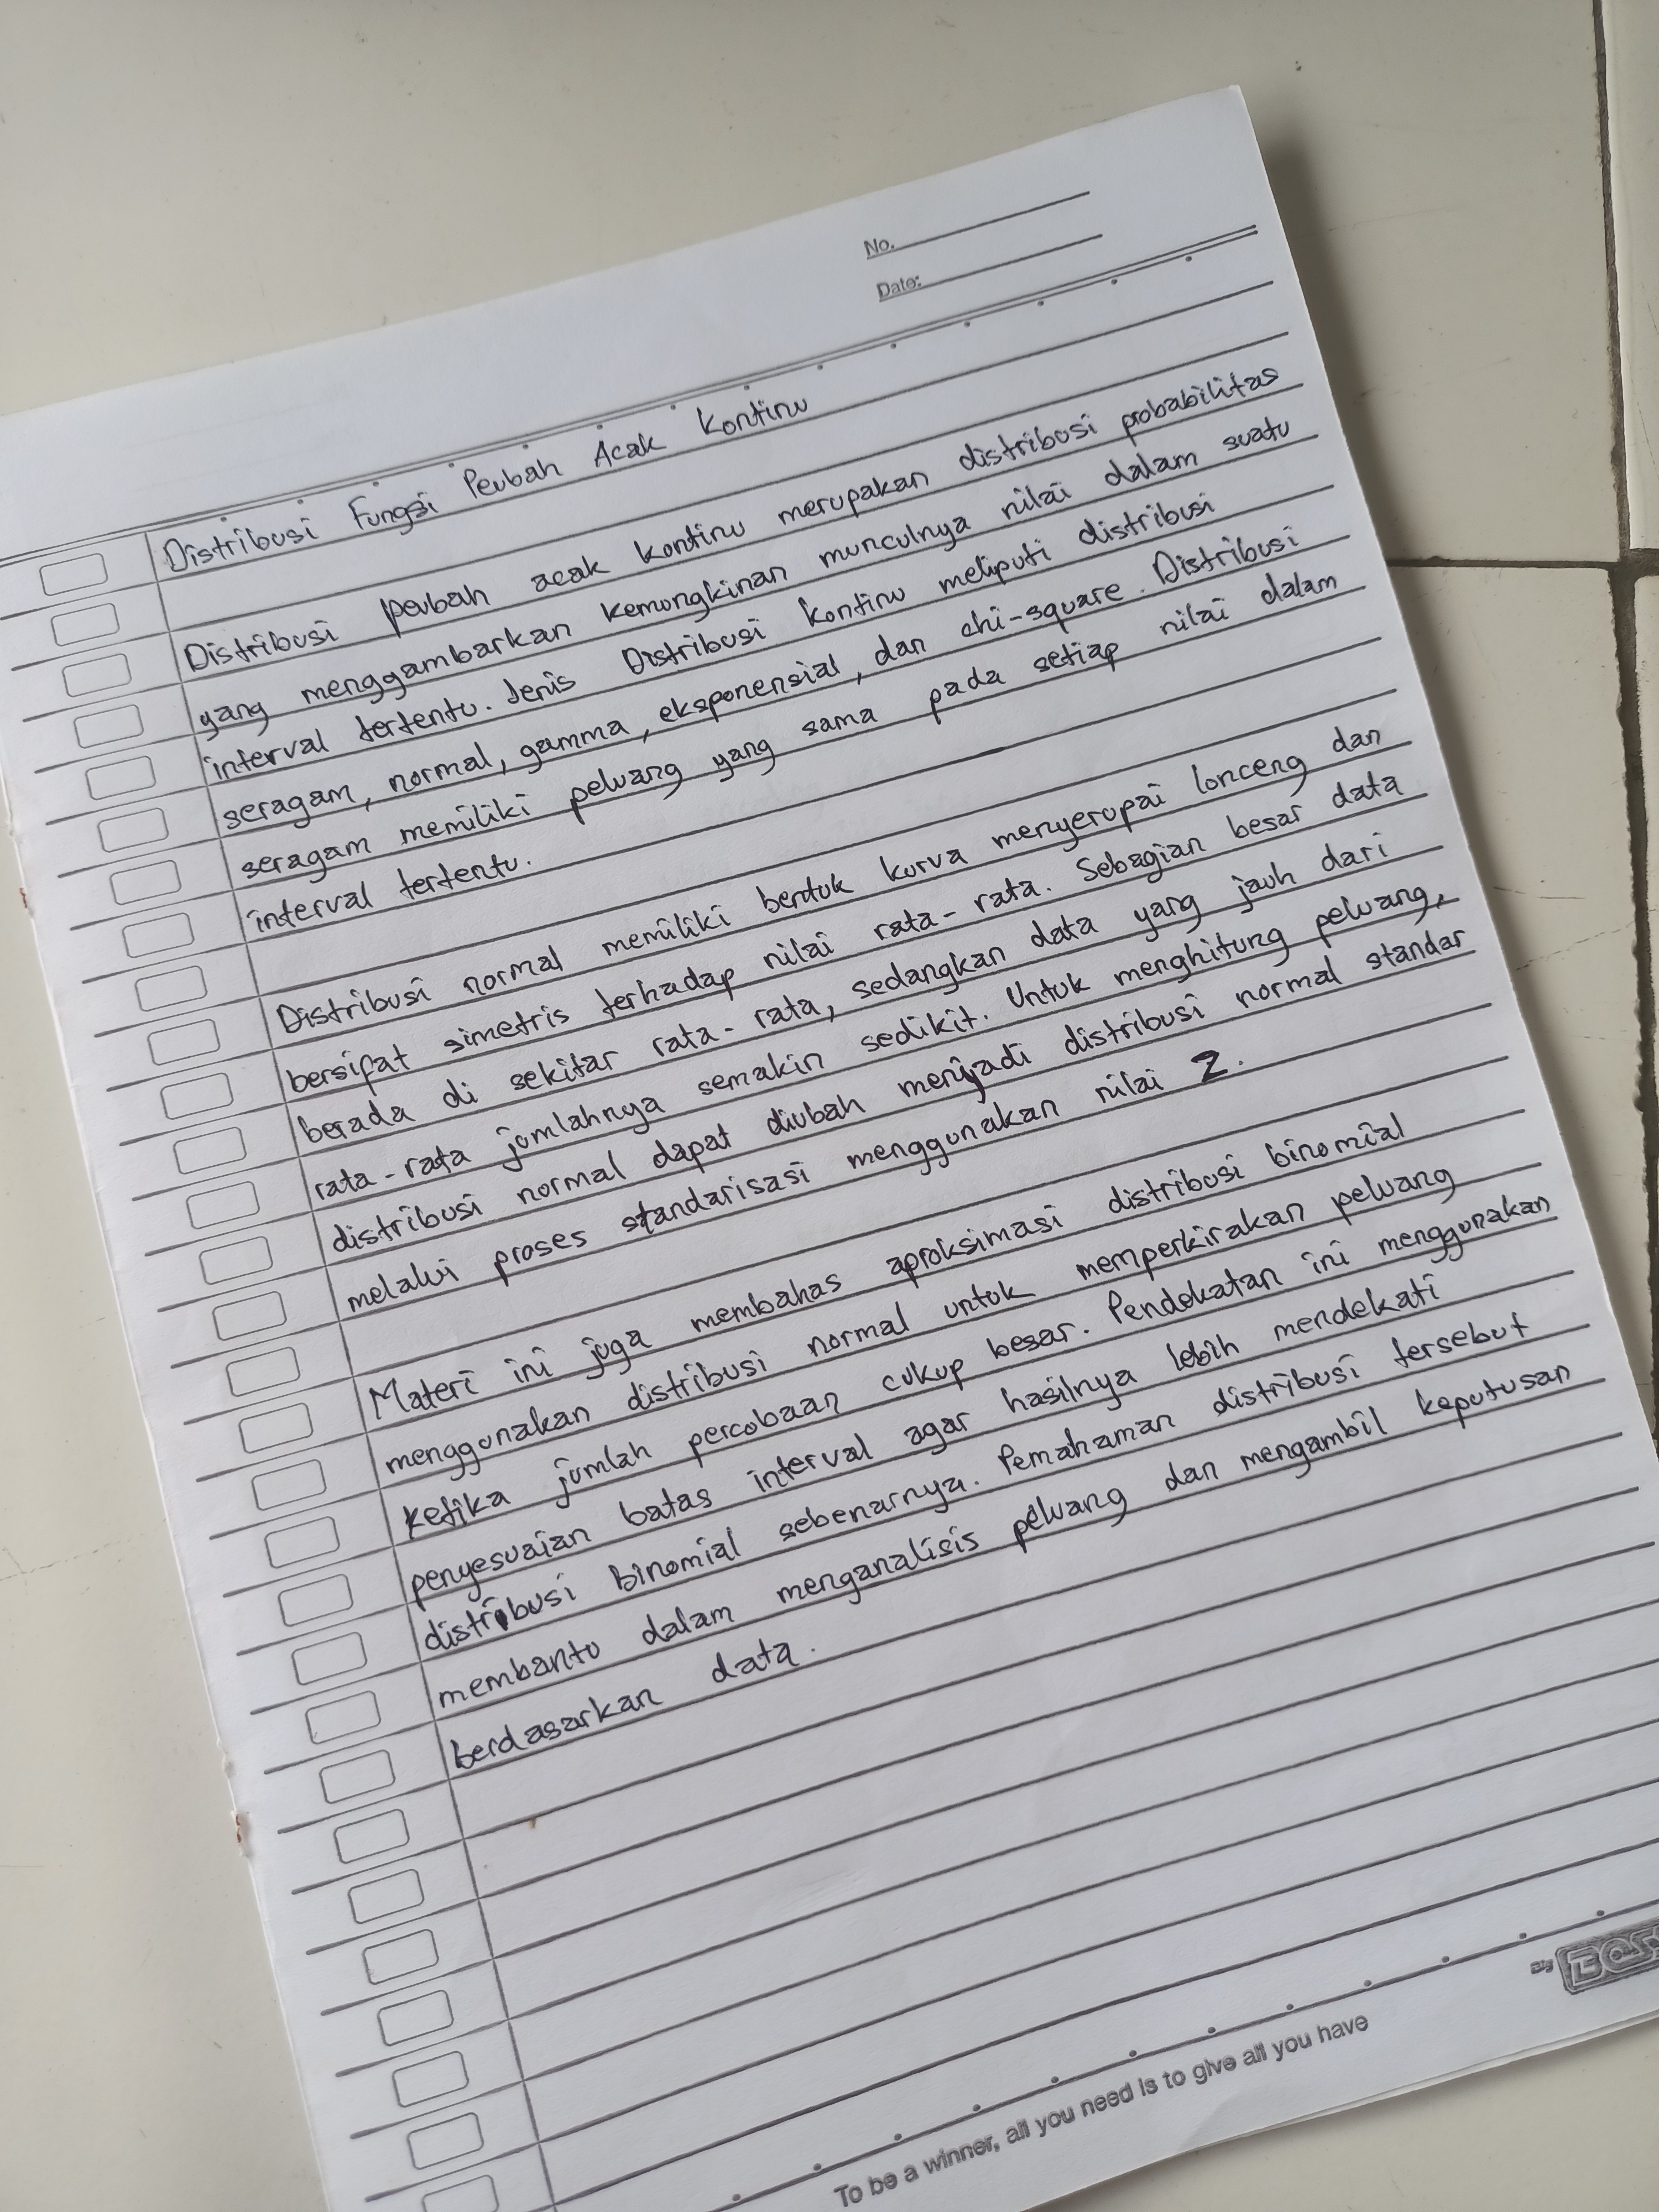 No.
Date:
Distribusi Fungsi Peubah Acak Kontinu
Distribusi peubah acak kontinu merupakan distribusi probabilitas
yang menggambarkan kemungkinan munculnya nilai dalam suatu
interval tertentu. Jenis Distribusi kontinu meliputi distribusi
seragam, normal, gamma, eksponensial, dan chi-square. Distribusi
seragam memiliki peluang yang sama pada setiap nilai dalam
interval tertentu.
Distribusi normal memiliki bentuk kurva menyerupai lonceng dan
bersifat simetris terhadap nilai rata-rata. Sebagian besar data
berada di sekitar rata-rata, sedangkan data yang jauh dari
rata-rata jumlahnya semakin sedikit. Untuk menghitung peluang,
distribusi normal dapat diubah menjadi distribusi normal standar
melalui proses standarisasi menggunakan nilai Z.
Materi ini juga membahas aproksimasi distribusi binomial
menggunakan distribusi normal untuk memperkirakan peluang
ketika jumlah percobaan cukup besar. Pendekatan ini menggunakan
penyesuaian batas interval agar hasilnya lebih mendekati
distribusi binomial sebenarnya. Pemahaman distribusi tersebut
membantu dalam menganalisis peluang dan mengambil keputusan
berdasarkan data.
By
To be a winner, all you need is to give all you have